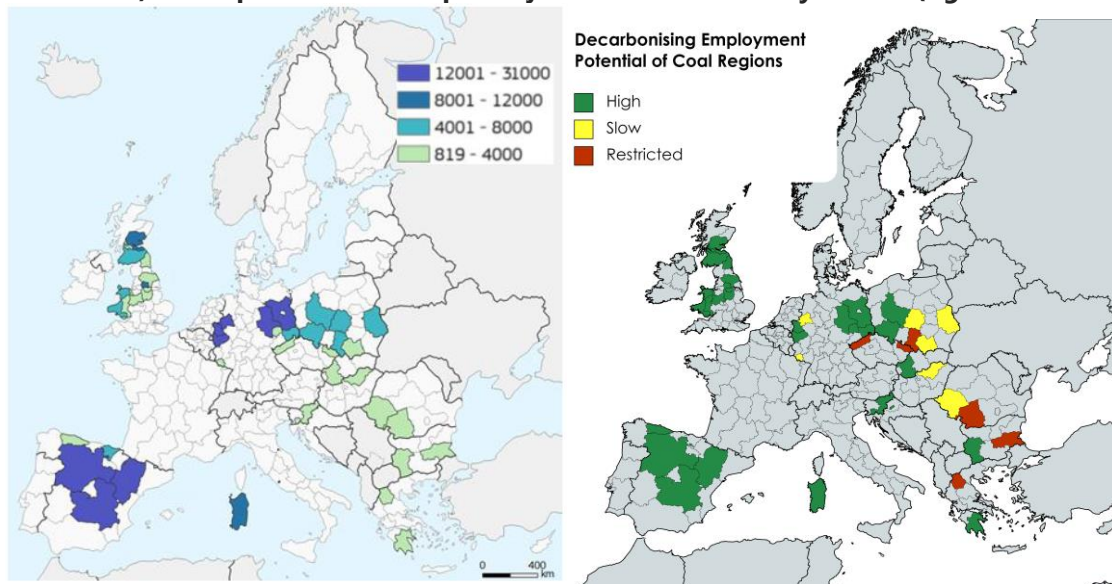 12001 - 31000
8001 - 12000
4001 - 8000
819 - 4000
0 400
km
Decarbonising Employment
Potential of Coal Regions
High
Slow
Restricted